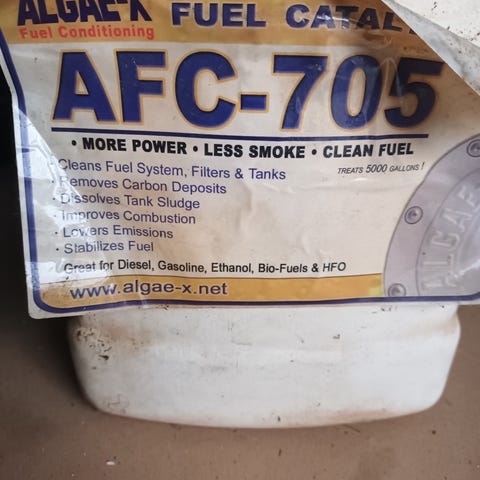 ALGAE-X FUEL
Fuel Conditioning
AFC-705
• MORE POWER • LESS SMOKE • CLEAN FUEL
TREATS 5000 GALLONS!
Cleans Fuel System, Filters & Tanks
• Removes Carbon Deposits
• Dissolves Tank Sludge
• Improves Combustion
• Lowers Emissions
• Stabilizes Fuel
Great for Diesel, Gasoline, Ethanol, Bio-Fuels & HFO
www.algae-x.net
ALGAE